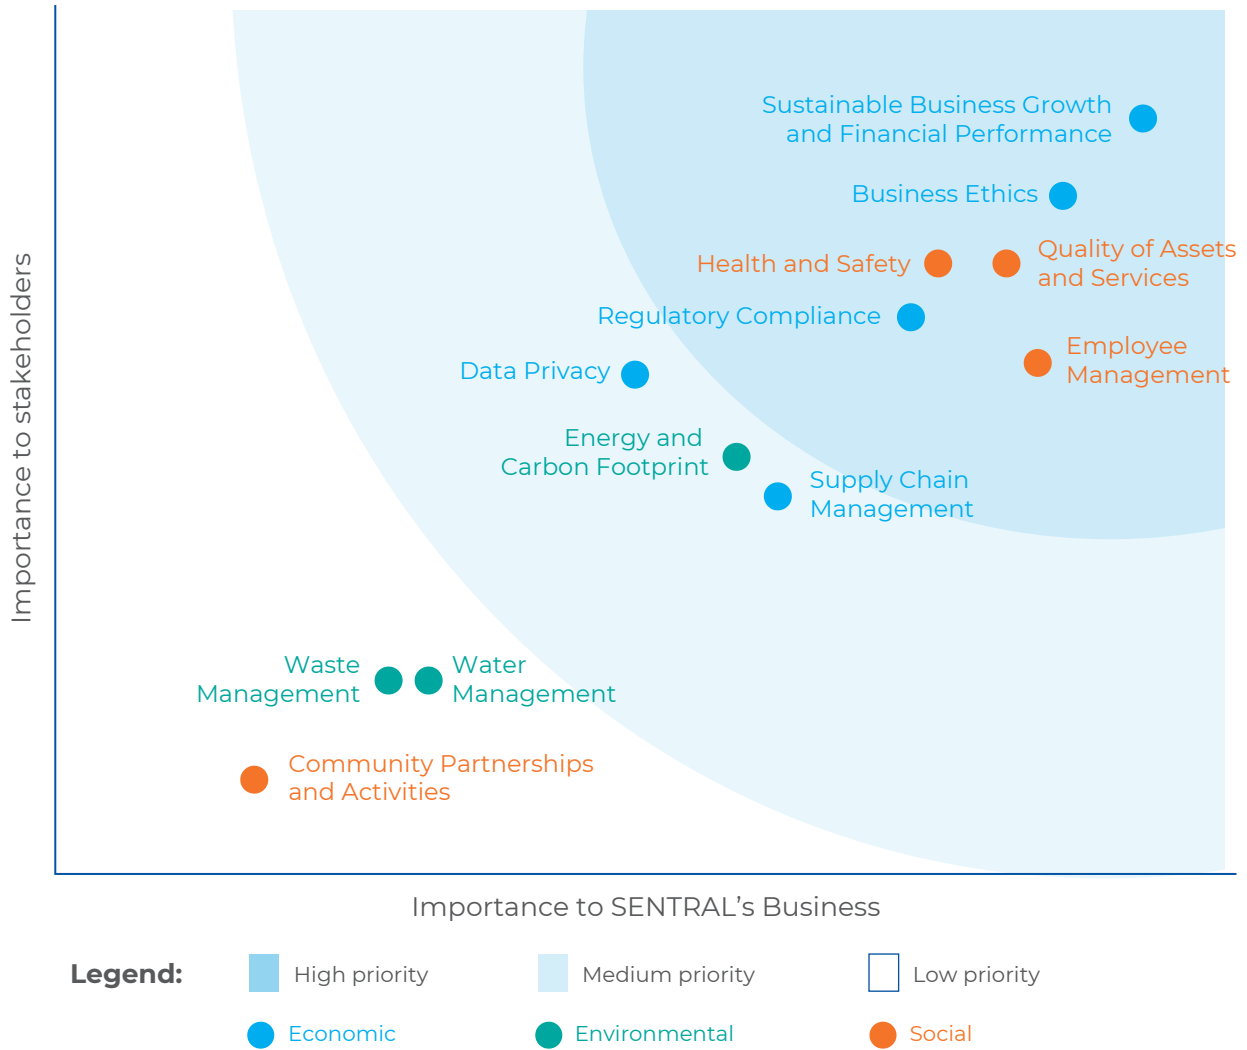 Importance to stakeholders
Sustainable Business Growth
and Financial Performance
Business Ethics
Health and Safety
Quality of Assets
and Services
Regulatory Compliance
Employee
Management
Data Privacy
Energy and
Carbon Footprint
Supply Chain
Management
Waste
Management
Water
Management
Community Partnerships
and Activities
Importance to SENTRAL’s Business
Legend:
High priority
Medium priority
Low priority
Economic
Environmental
Social